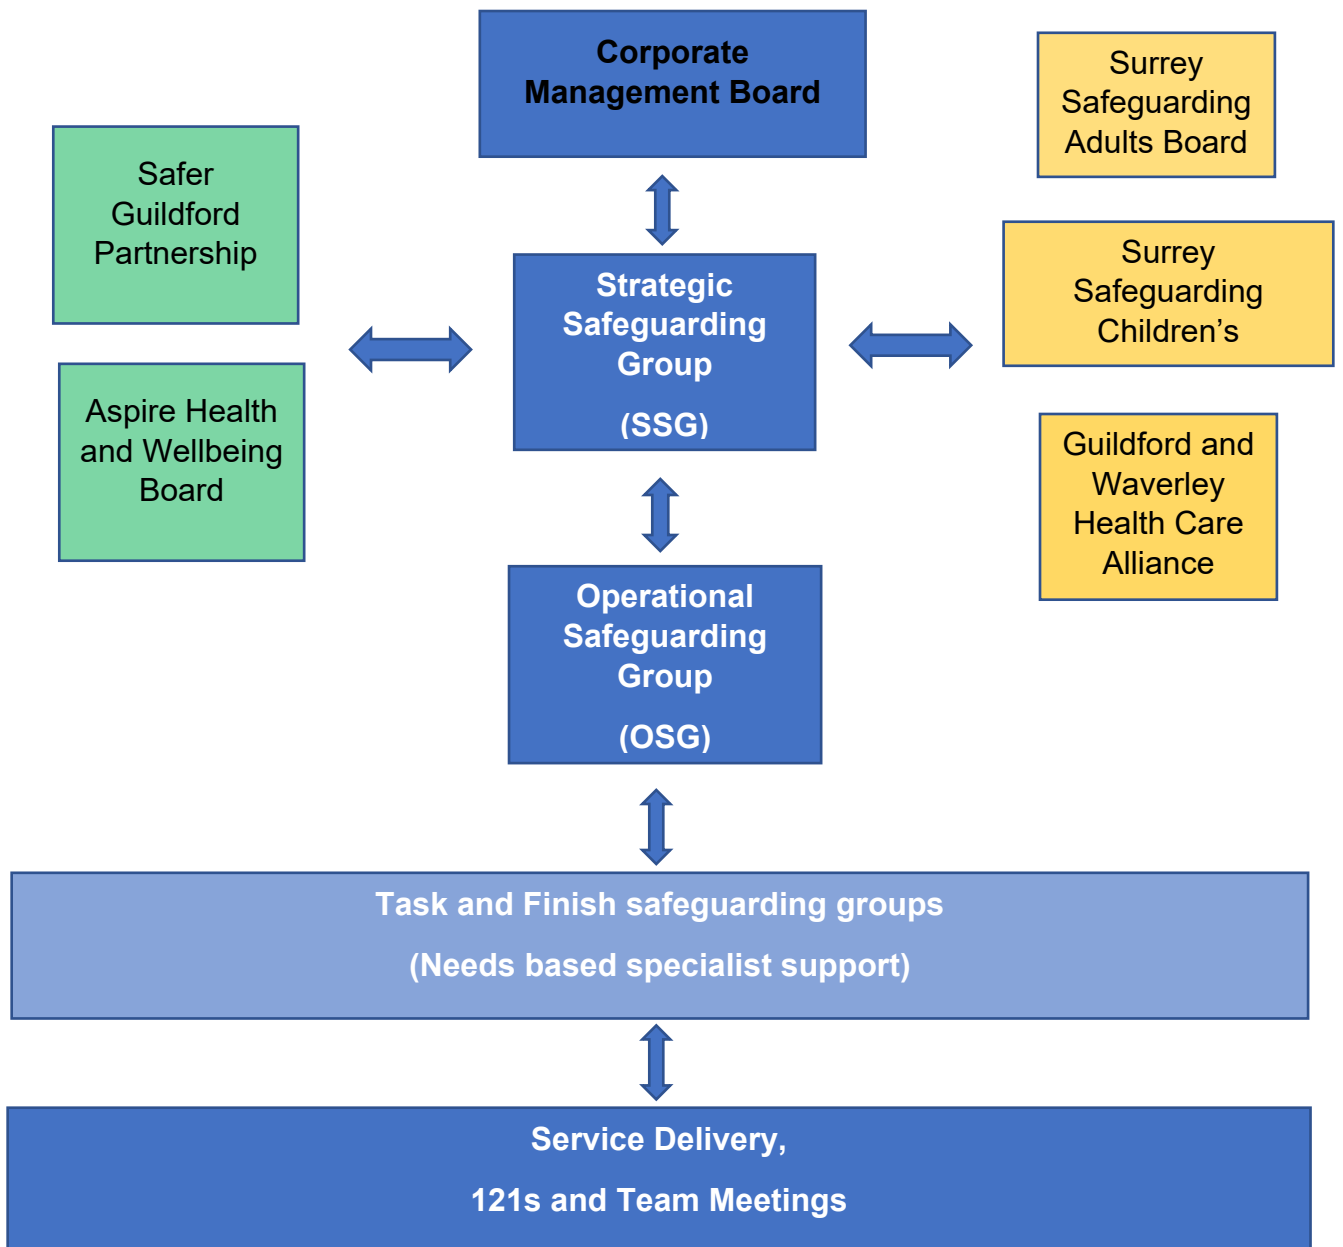 Corporate
Management Board
Surrey
Safeguarding
Adults Board
Safer
Guildford
Partnership
Strategic
Safeguarding
Group
(SSG)
Surrey
Safeguarding
Children’s
Aspire Health
and Wellbeing
Board
Guildford and
Waverley
Health Care
Alliance
Operational
Safeguarding
Group
(OSG)
Task and Finish safeguarding groups
(Needs based specialist support)
Service Delivery,
121s and Team Meetings